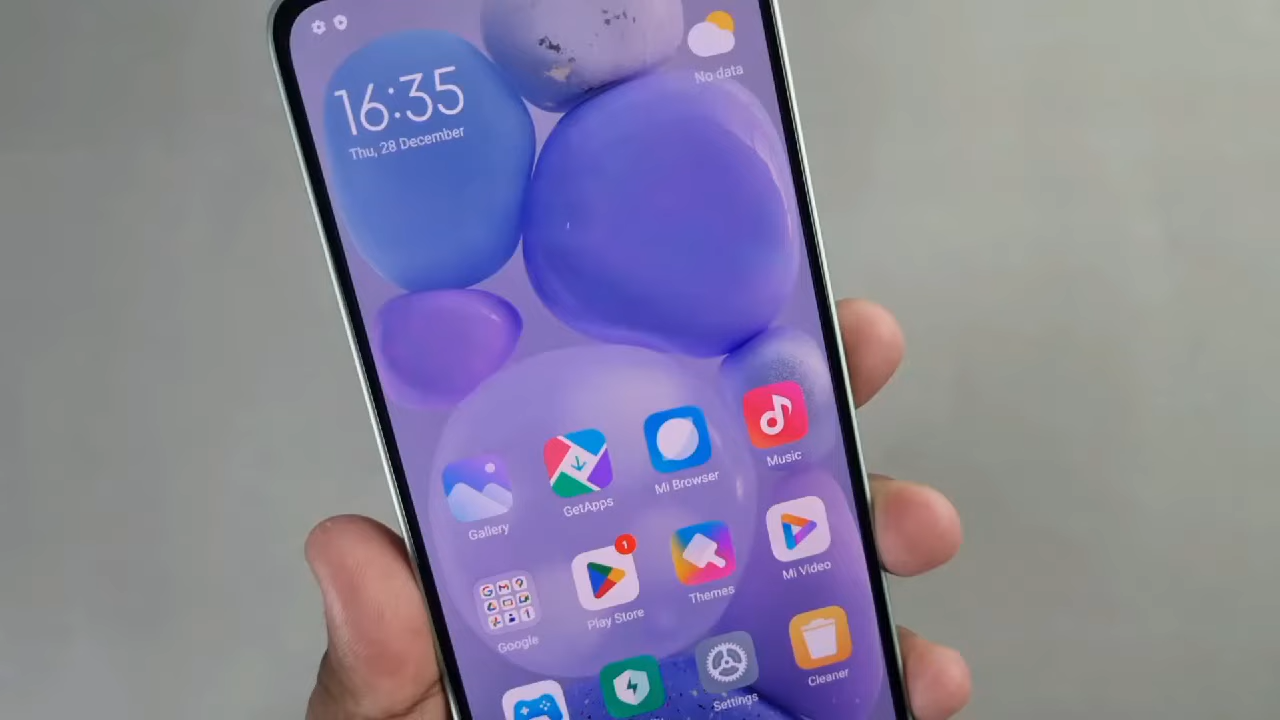 16:35
Thu, 28 December
No data
Gallery
GetApps
Mi Browser
Music
Google
Play Store
1
Themes
Mi Video
Settings
Cleaner